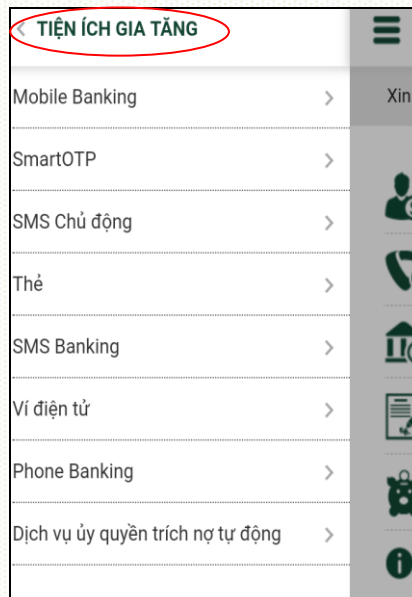 TIỆN ÍCH GIA TĂNG
Mobile Banking
Xin
SmartOTP
SMS Chủ động
Thẻ
SMS Banking
Ví điện tử
Phone Banking
Dịch vụ ủy quyền trích nợ tự động